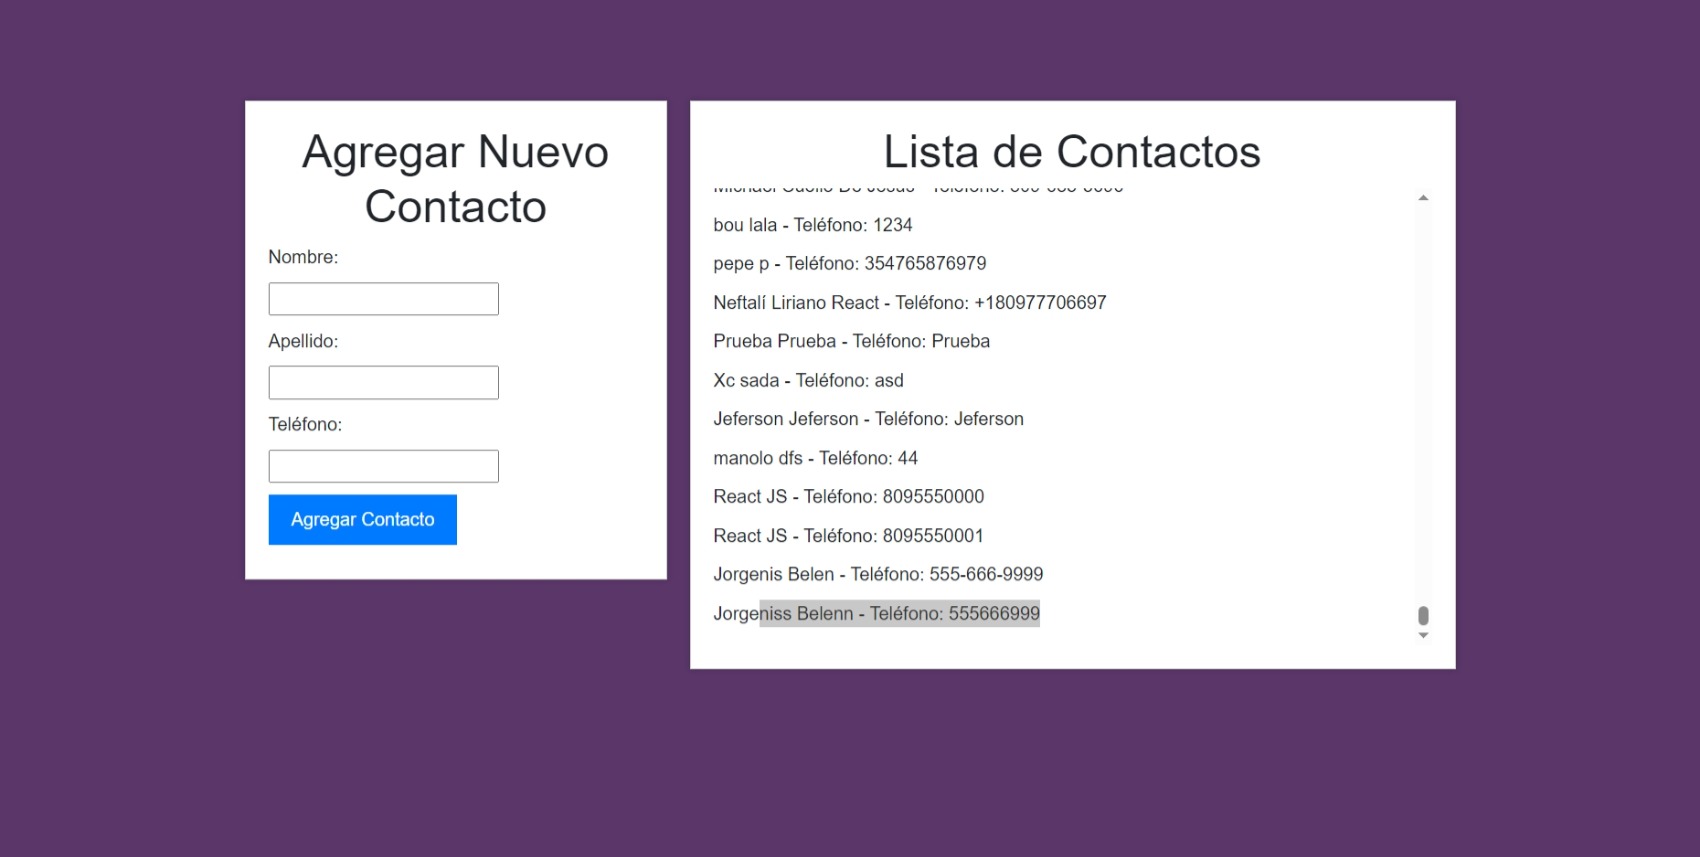 Agregar Nuevo
Contacto
Nombre:
Apellido:
Teléfono:
Agregar Contacto
Lista de Contactos
bou lala - Teléfono: 1234
pepe p - Teléfono: 354765876979
Neftalí Liriano React - Teléfono: +180977706697
Prueba Prueba - Teléfono: Prueba
Xc sada - Teléfono: asd
Jeferson Jeferson - Teléfono: Jeferson
manolo dfs - Teléfono: 44
React JS - Teléfono: 8095550000
React JS - Teléfono: 8095550001
Jorgenis Belen - Teléfono: 555-666-9999
Jorgeniss Belenn - Teléfono: 555666999